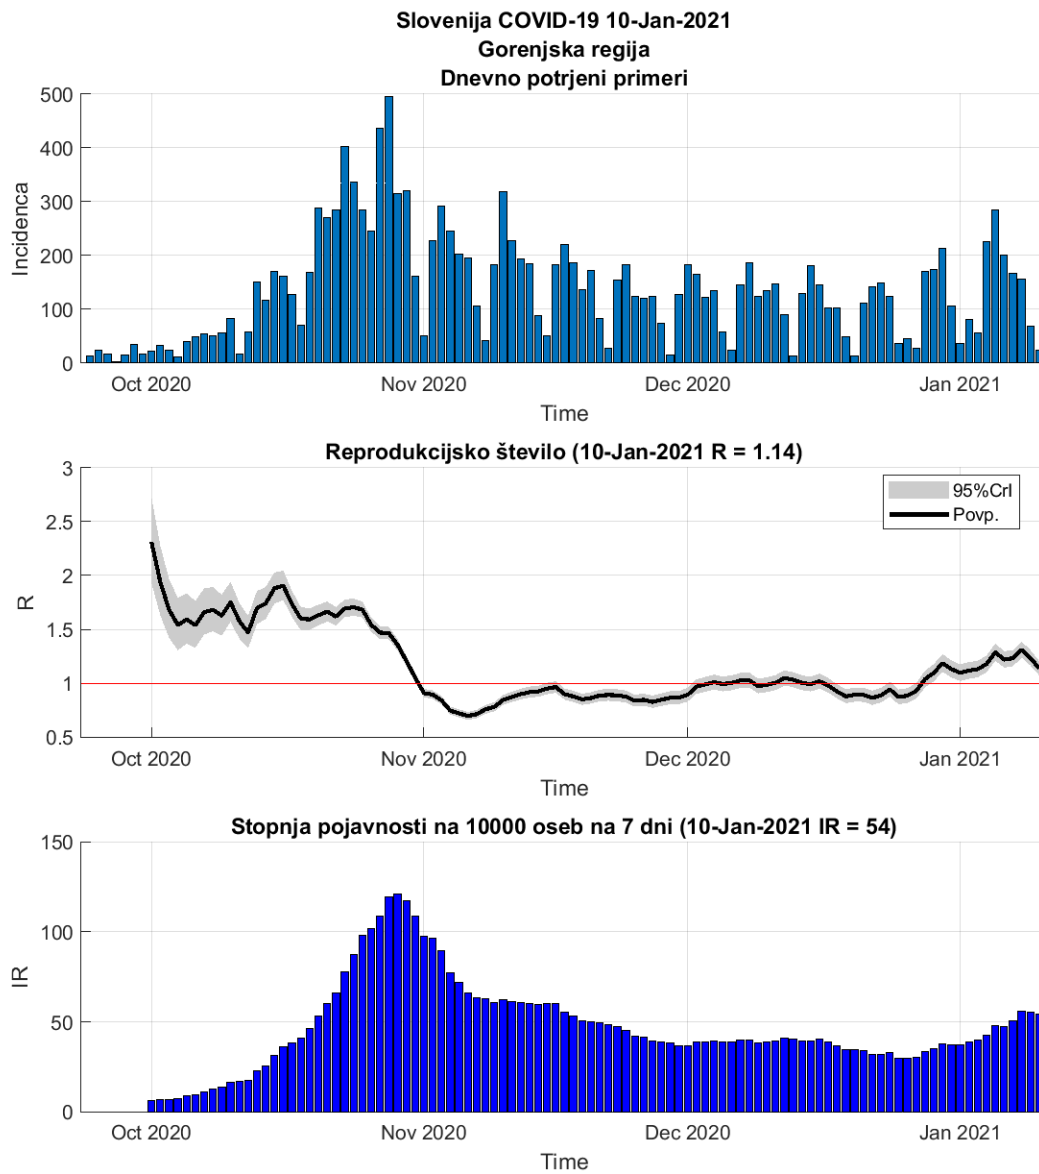 Slovenija COVID-19 10-Jan-2021
Gorenjska regija
Dnevno potrjeni primeri
500
400
300
200
100
0
Incidenca
Oct 2020 Nov 2020 Dec 2020 Jan 2021
Time
Reprodukcijsko število (10-Jan-2021 R = 1.14)
3
2.5
2
1.5
1
0.5
R
95%CrI
Povp.
Oct 2020 Nov 2020 Dec 2020 Jan 2021
Time
Stopnja pojavnosti na 10000 oseb na 7 dni (10-Jan-2021 IR = 54)
150
100
50
0
IR
Oct 2020 Nov 2020 Dec 2020 Jan 2021
Time